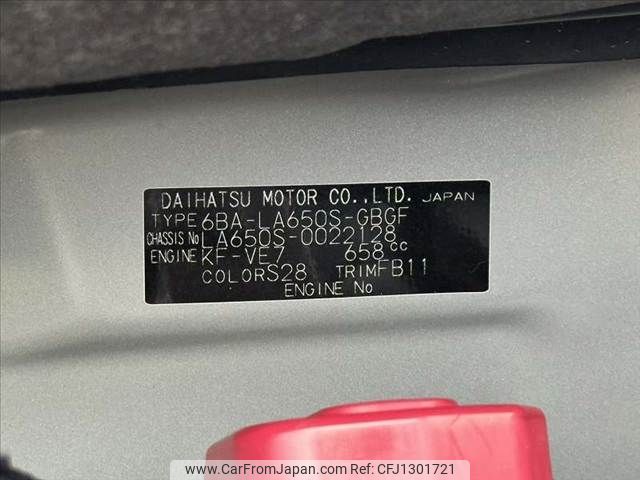 DAIHATSU MOTOR CO.,LTD. JAPAN
TYPE 6BA-LA650S-GBGF
CHASSIS No LA650S-0022128
ENGINE KF-VE7 658cc
COLOR S28 TRIM FB11
ENGINE No
www.CarFromJapan.com - CFJ1301721